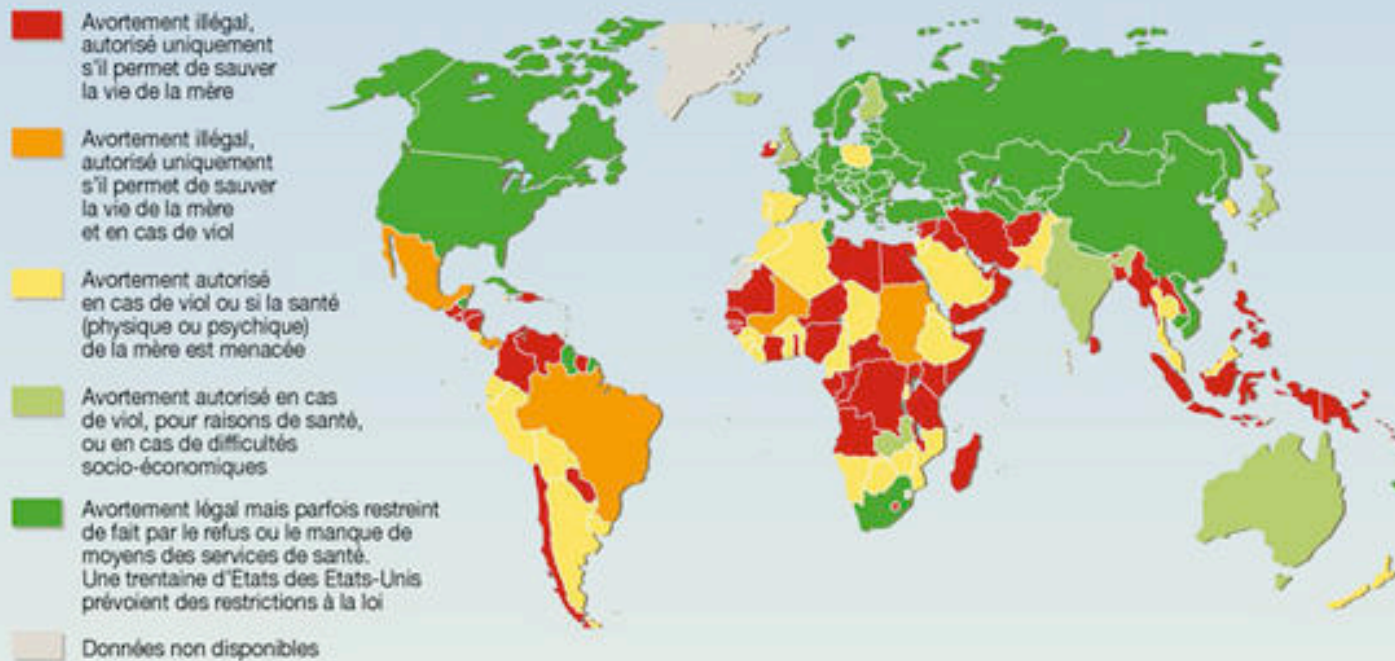 Avortement illégal,
autorisé uniquement
s'il permet de sauver
la vie de la mère
Avortement illégal,
autorisé uniquement
s'il permet de sauver
la vie de la mère
et en cas de viol
Avortement autorisé
en cas de viol ou si la santé
(physique ou psychique)
de la mère est menacée
Avortement autorisé en cas
de viol, pour raisons de santé,
ou en cas de difficultés
socio-économiques
Avortement légal mais parfois restreint
de fait par le refus ou le manque de
moyens des services de santé.
Une trentaine d'Etats des Etats-Unis
prévoient des restrictions à la loi
Données non disponibles